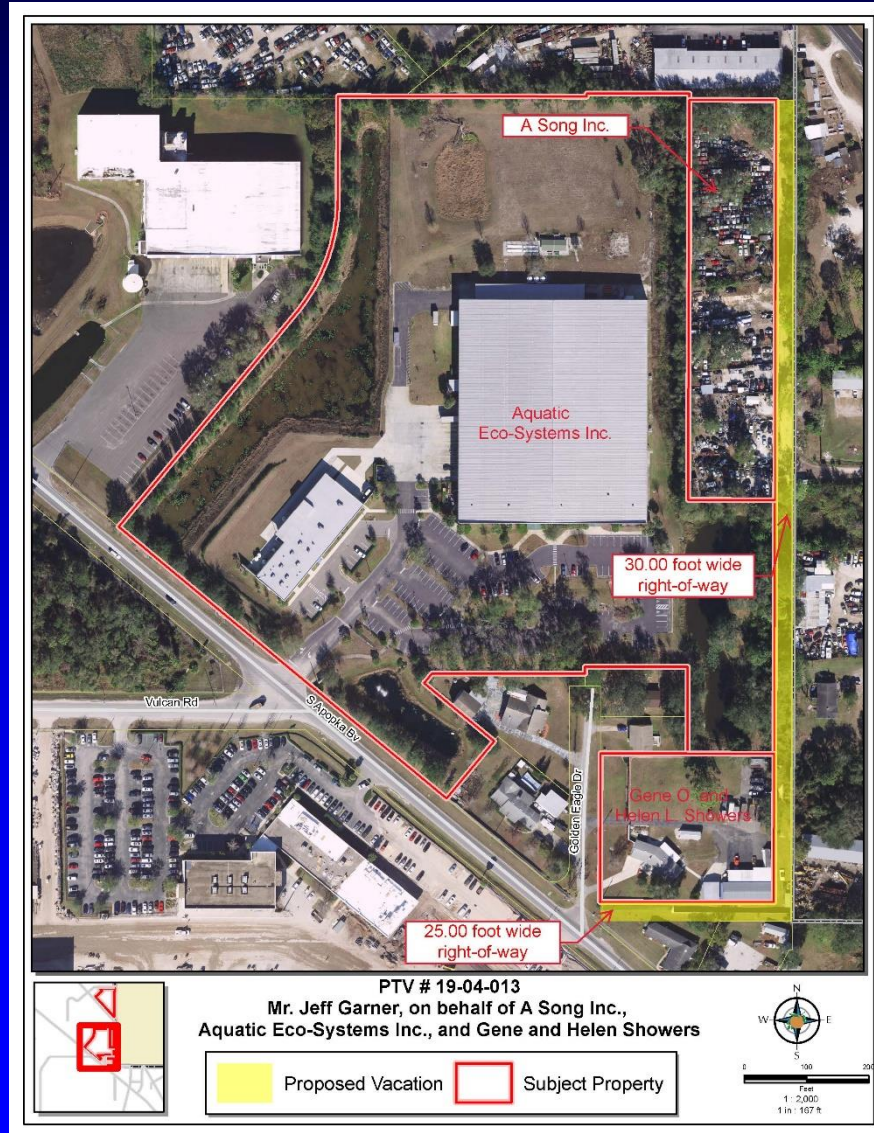 A Song Inc.
Aquatic
Eco-Systems Inc.
30.00 foot wide
right-of-way
Vulcan Rd
S Apopka Bv
Golden Eagle Dr
Gene O. and
Helen L. Showers
25.00 foot wide
right-of-way
PTV # 19-04-013
Mr. Jeff Garner, on behalf of A Song Inc.,
Aquatic Eco-Systems Inc., and Gene and Helen Showers
Proposed Vacation
Subject Property
N
W
E
S
0 100 200
Feet
1 : 2,000
1 in : 167 ft